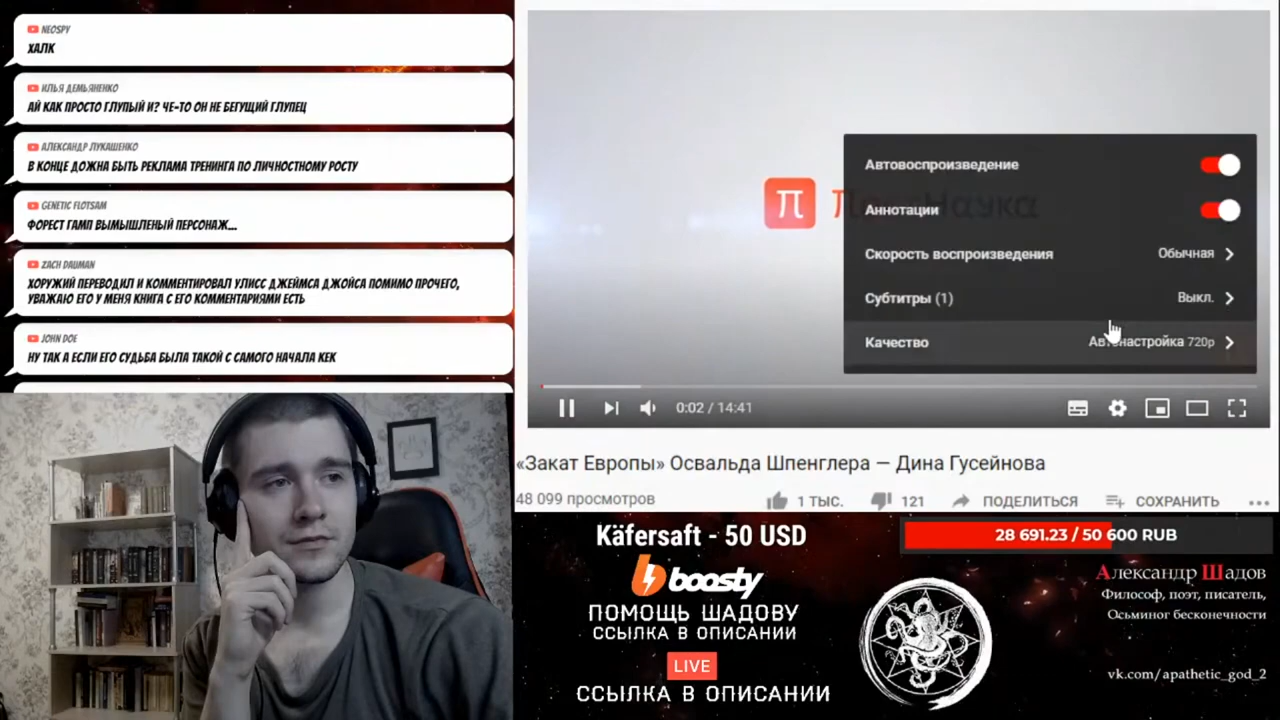 NEOSPY
ХАЛК
ИЛЬЯ ДЕМЬЯНЕНКО
АЙ КАК ПРОСТО ГЛУПЫЙ И? ЧЕ-ТО ОН НЕ БЕГУЩИЙ ГЛУПЕЦ
АЛЕКСАНДР ЛУКАШЕНКО
В КОНЦЕ ДОЖНА БЫТЬ РЕКЛАМА ТРЕНИНГА ПО ЛИЧНОСТНОМУ РОСТУ
GENETIC FLOTSAM
ФОРЕСТ ГАМП ВЫМЫШЛЕНЫЙ ПЕРСОНАЖ...
ZACH DAUMAN
ХОРУЖИЙ ПЕРЕВОДИЛ И КОММЕНТИРОВАЛ УЛИСС ДЖЕЙМСА ДЖОЙСА ПОМИМО ПРОЧЕГО,
УВАЖАЮ ЕГО У МЕНЯ КНИГА С ЕГО КОММЕНТАРИЯМИ ЕСТЬ
JOHN DOE
НУ ТАК А ЕСЛИ ЕГО СУДЬБА БЫЛА ТАКОЙ С САМОГО НАЧАЛА КЕК
Автовоспроизведение
Аннотации
Скорость воспроизведения Обычная
Субтитры (1) Выкл.
Качество Автонастройка 720p
0:02 / 14:41
«Закат Европы» Освальда Шпенглера — Дина Гусейнова
48 099 просмотров
1 ТЫС. 121 ПОДЕЛИТЬСЯ СОХРАНИТЬ
Käfersaft - 50 USD
boosty
ПОМОЩЬ ШАДОВУ
ССЫЛКА В ОПИСАНИИ
LIVE
ССЫЛКА В ОПИСАНИИ
28 691.23 / 50 600 RUB
Александр Шадов
Философ, поэт, писатель,
Осьминог бесконечности
vk.com/apathetic_god_2